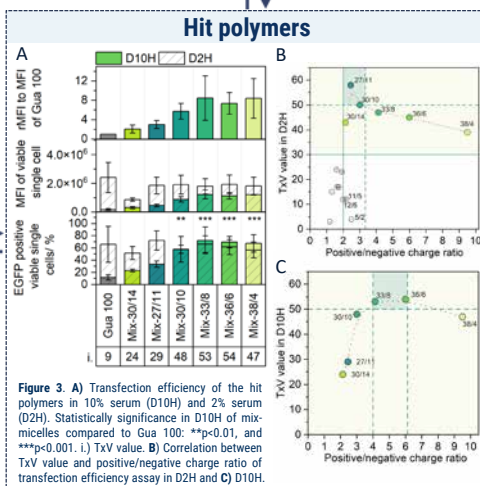 Hit polymers
A
D10H D2H
rMFI to MFI
of Gua 100
12
8
4
0
MFI of viable
single cell
4.0×10⁶
2.0×10⁶
0.0
EGFP positive
viable single
cells/ %
100
80
60
40
20
0
** *** *** ***
Gua 100
Mix-30/14
Mix-27/11
Mix-30/10
Mix-33/8
Mix-36/6
Mix-38/4
i. 9 24 29 48 53 54 47
B
TxV value in D2H
60
50
40
30
20
10
0
27/11
30/10
30/14
33/8
36/6
38/4
11/5
12/6
5/2
0 1 2 3 4 5 6 7 8 9 10
Positive/negative charge ratio
C
TxV value in D10H
60
50
40
30
20
10
0
33/8
36/6
30/10
38/4
27/11
30/14
0 1 2 3 4 5 6 7 8 9 10
Positive/negative charge ratio
Figure 3. A) Transfection efficiency of the hit
polymers in 10% serum (D10H) and 2% serum
(D2H). Statistically significance in D10H of mix-
micelles compared to Gua 100: **p<0.01, and
***p<0.001. i.) TxV value. B) Correlation between
TxV value and positive/negative charge ratio of
transfection efficiency assay in D2H and C) D10H.